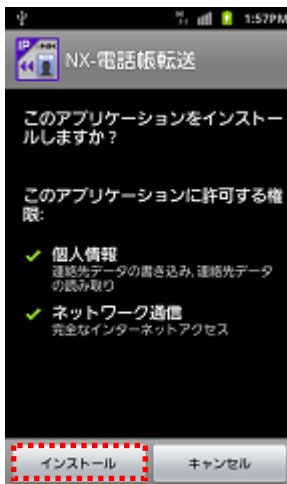 1:57PM
IP NX
NX-電話帳転送
このアプリケーションをインストー
ルしますか？
このアプリケーションに許可する権
限:
個人情報
連絡先データの書き込み, 連絡先データ
の読み取り
ネットワーク通信
完全なインターネットアクセス
インストール
キャンセル